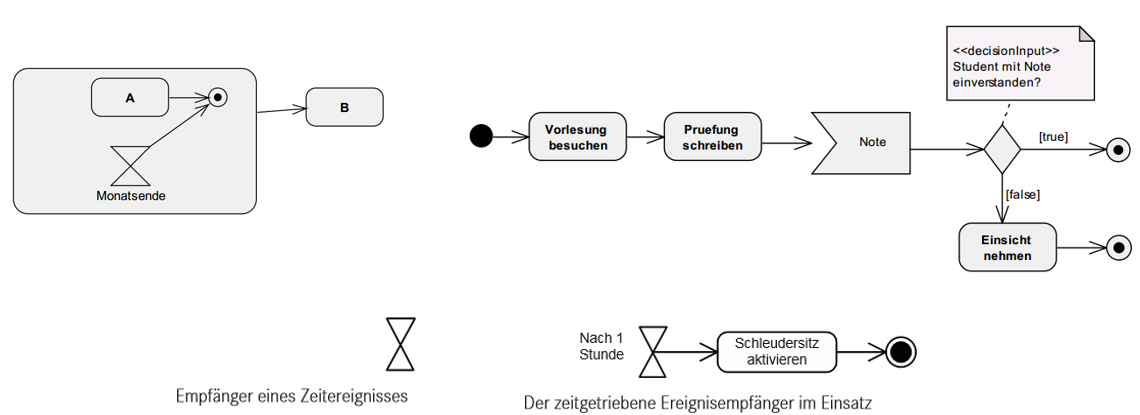 A
B
Monatsende
<<decisionInput>>
Student mit Note
einverstanden?
Vorlesung
besuchen
Pruefung
schreiben
Note
[true]
[false]
Einsicht
nehmen
Empfänger eines Zeitereignisses
Nach 1
Stunde
Schleudersitz
aktivieren
Der zeitgetriebene Ereignisempfänger im Einsatz